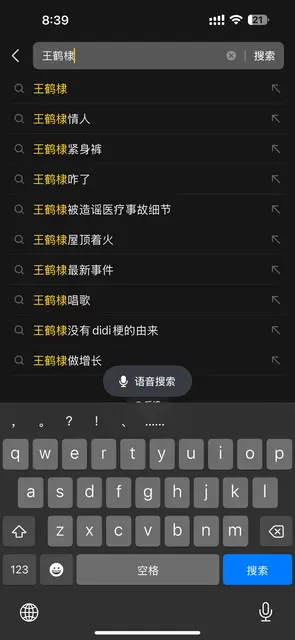 8:39
21
王鹤棣
搜索
王鹤棣
王鹤棣情人
王鹤棣紧身裤
王鹤棣咋了
王鹤棣被造谣医疗事故细节
王鹤棣屋顶着火
王鹤棣最新事件
王鹤棣唱歌
王鹤棣没有didi梗的由来
王鹤棣做增长
语音搜索
， 。 ？ ！ 、 ......
q w e r t y u i o p
a s d f g h j k l
z x c v b n m
123 空格 搜索